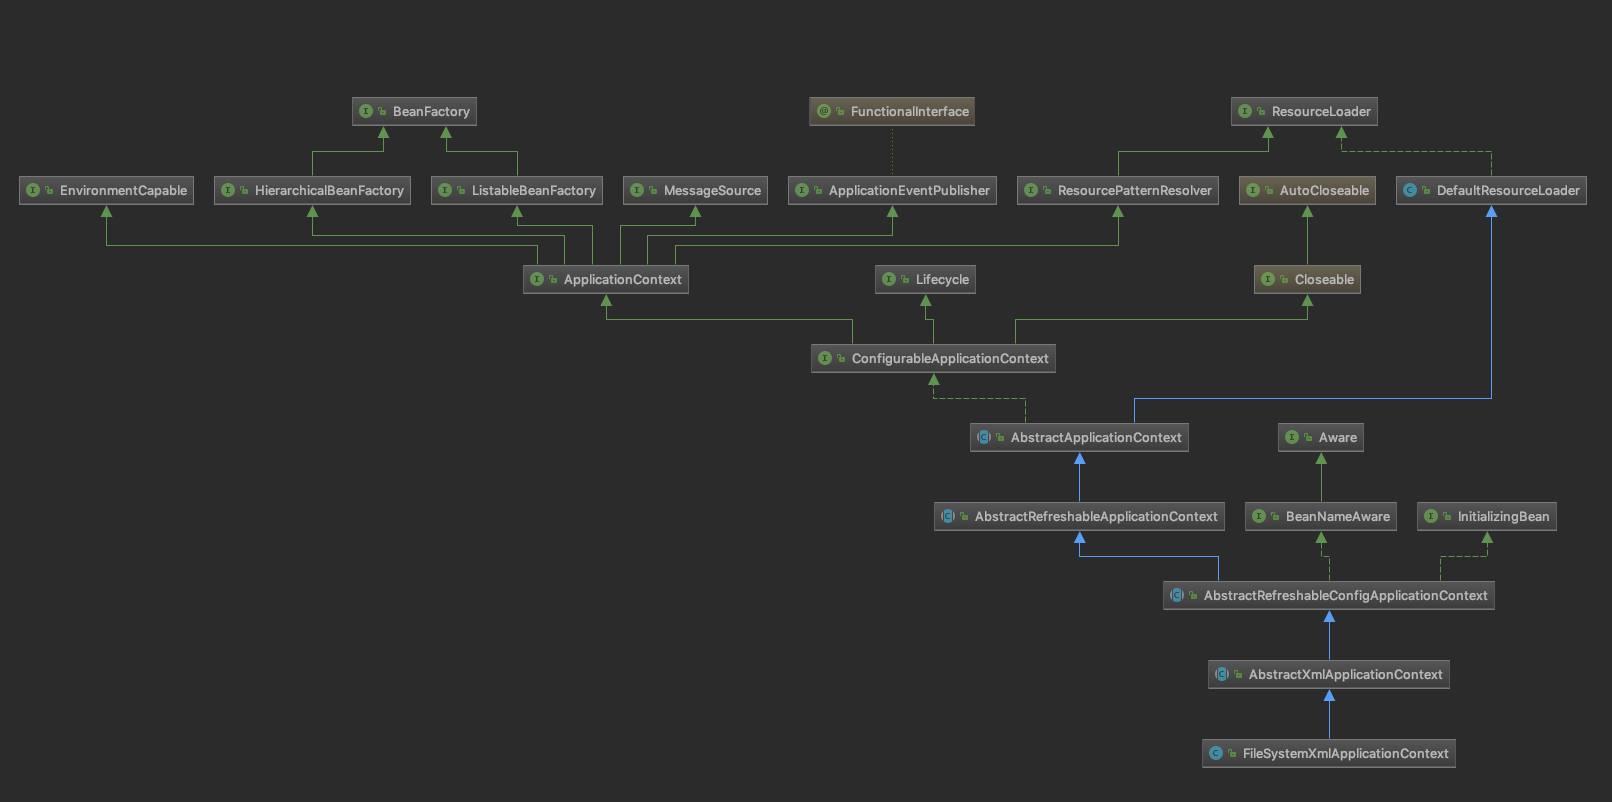 BeanFactory
FunctionalInterface
ResourceLoader
EnvironmentCapable
HierarchicalBeanFactory
ListableBeanFactory
MessageSource
ApplicationEventPublisher
ResourcePatternResolver
AutoCloseable
DefaultResourceLoader
ApplicationContext
Lifecycle
Closeable
ConfigurableApplicationContext
AbstractApplicationContext
Aware
AbstractRefreshableApplicationContext
BeanNameAware
InitializingBean
AbstractRefreshableConfigApplicationContext
AbstractXmlApplicationContext
FileSystemXmlApplicationContext